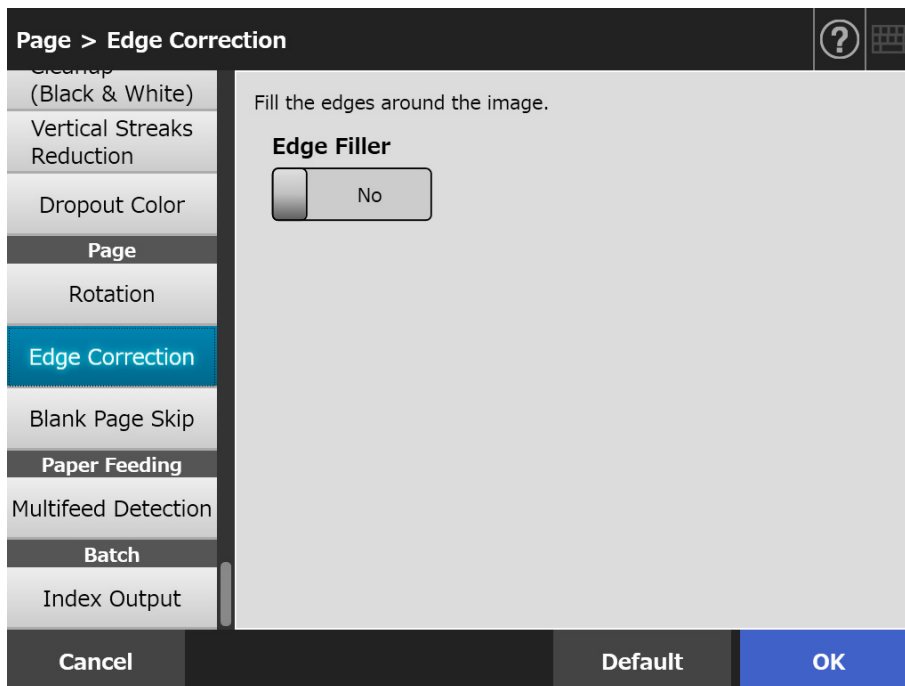 Page > Edge Correction
?
Cleanup
(Black & White)
Vertical Streaks
Reduction
Dropout Color
Page
Rotation
Edge Correction
Blank Page Skip
Paper Feeding
Multifeed Detection
Batch
Index Output
Fill the edges around the image.
Edge Filler
No
Cancel
Default
OK